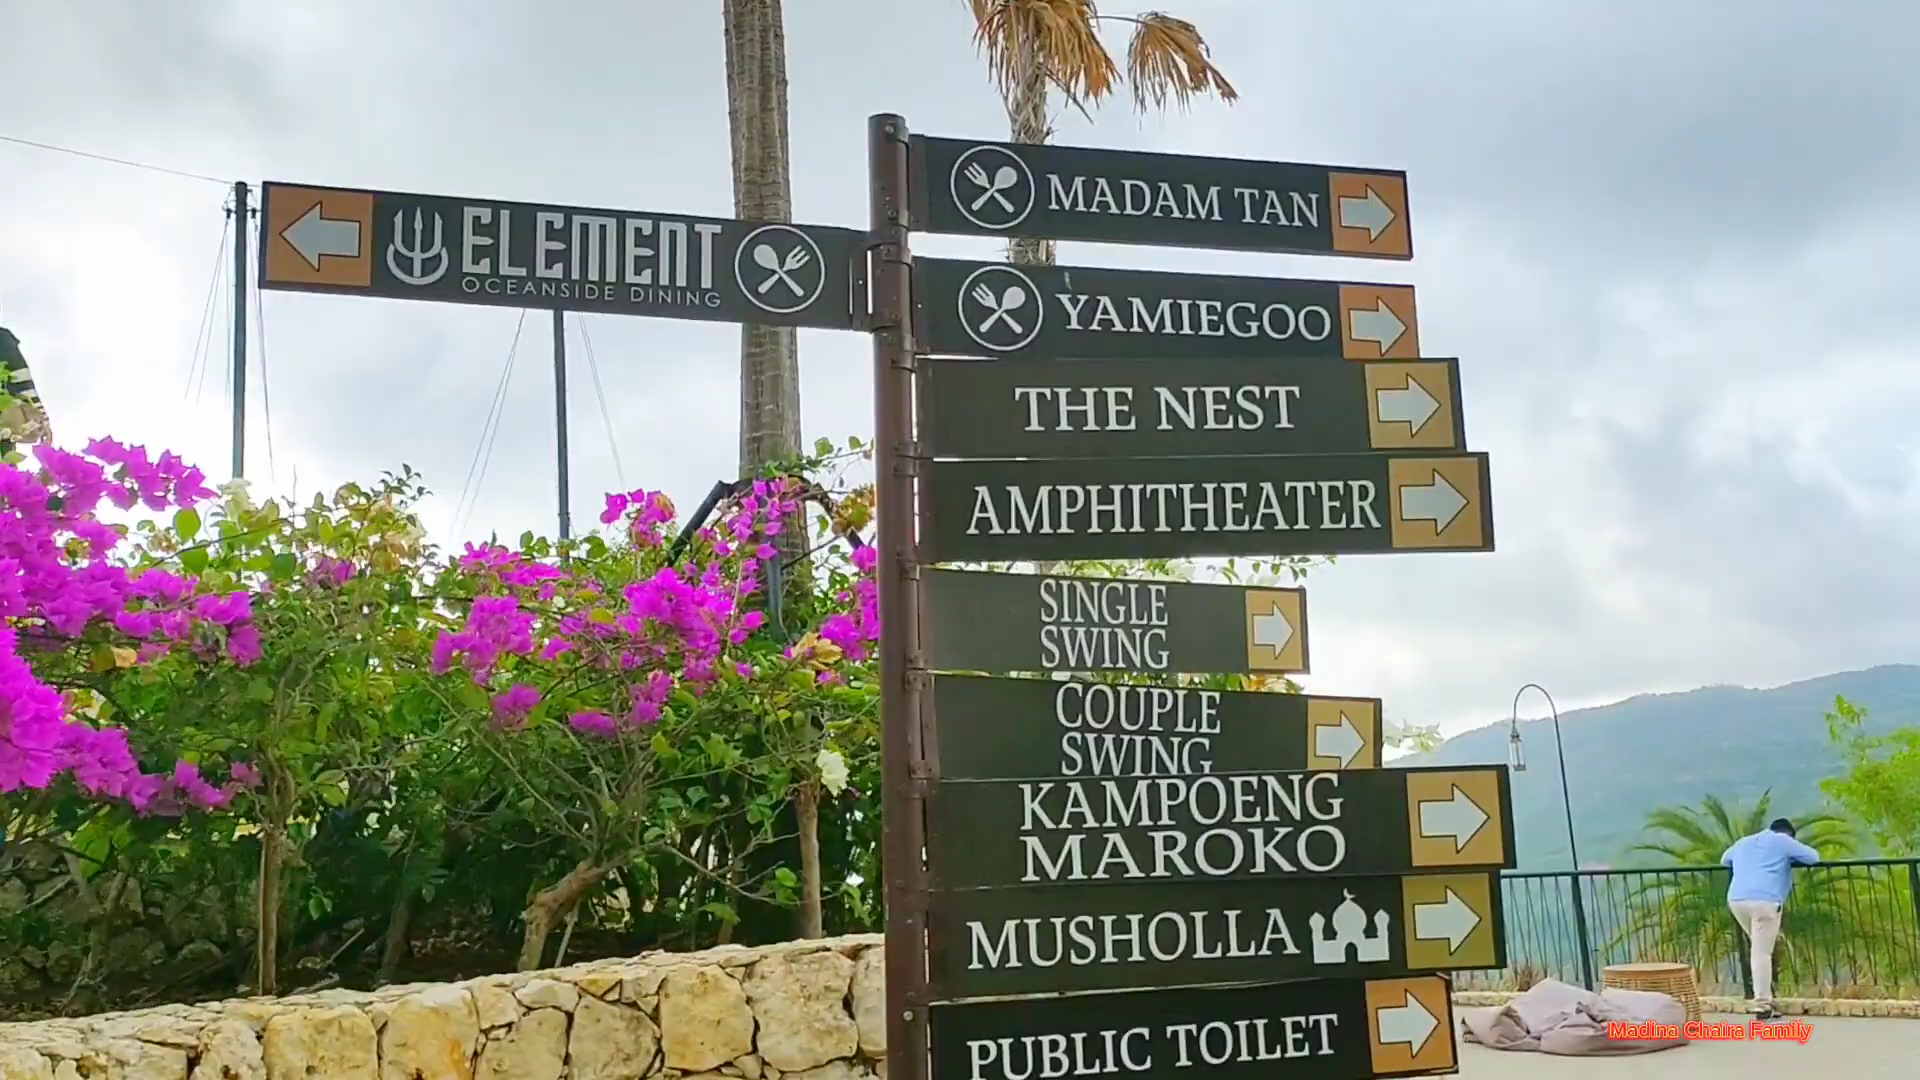 ELEMENT
OCEANSIDE DINING
MADAM TAN
YAMIEGOO
THE NEST
AMPHITHEATER
SINGLE
SWING
COUPLE
SWING
KAMPOENG
MAROKO
MUSHOLLA
PUBLIC TOILET
Madina Chaira Family